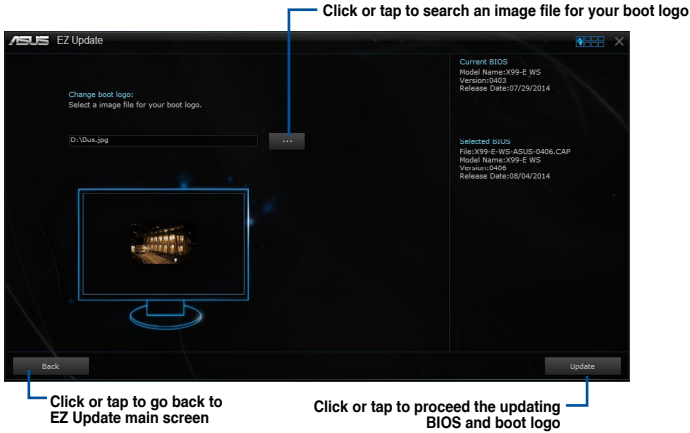 Click or tap to search an image file for your boot logo
ASUS EZ Update
Change boot logo:
Select a image file for your boot logo.
D:\Dus.jpg
...
Current BIOS
Model Name:X99-E WS
Version:0403
Release Date:07/29/2014
Selected BIOS
File:X99-E-WS-ASUS-0406.CAP
Model Name:X99-E WS
Version:0406
Release Date:08/04/2014
Back
Update
Click or tap to go back to
EZ Update main screen
Click or tap to proceed the updating
BIOS and boot logo